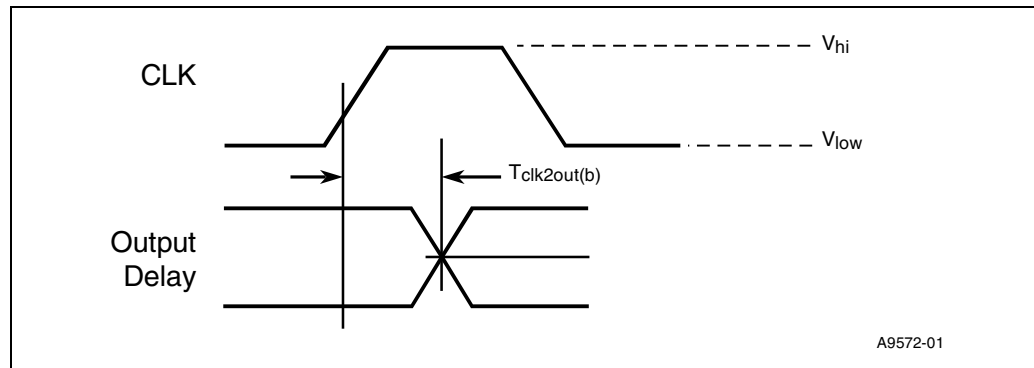 Vhi
CLK
Vlow
Tclk2out(b)
Output
Delay
A9572-01